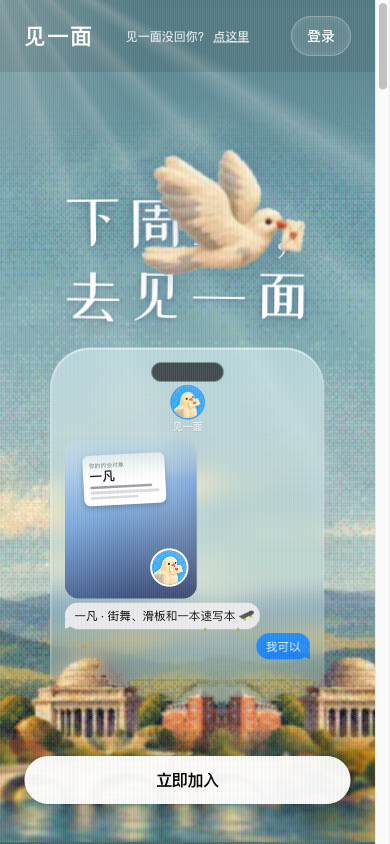 见一面
见一面没回你? 点这里
登录
下周
去见一面
见一面
你的约会对象
一凡
一凡 · 街舞、滑板和一本速写本 🛹
我可以
立即加入